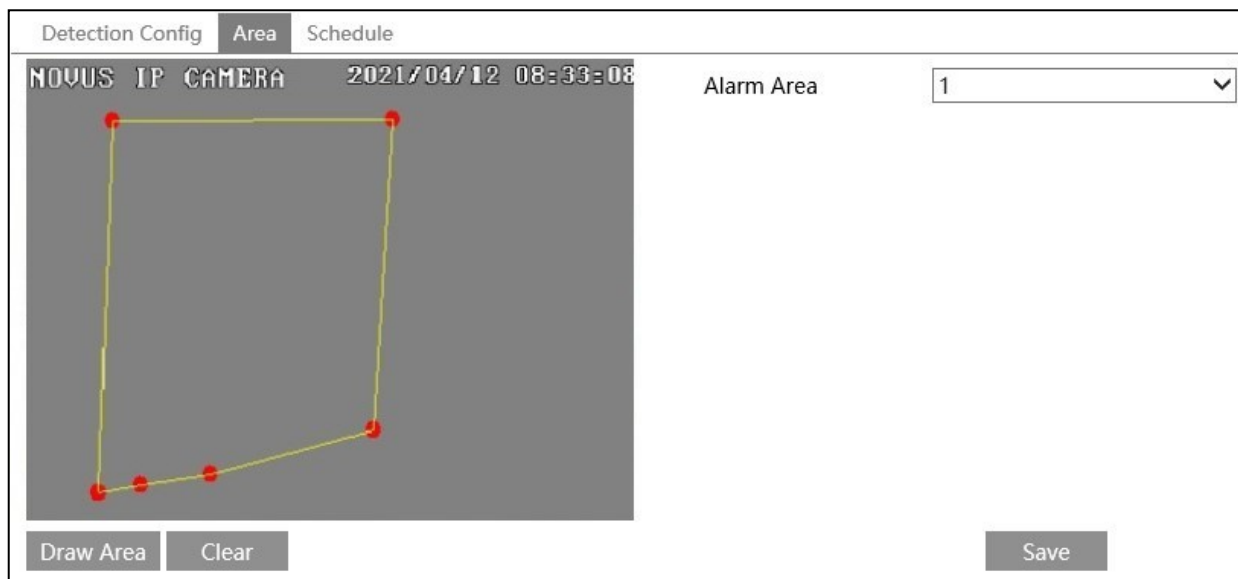 Detection Config Area Schedule
NOVUS IP CAMERA 2021/04/12 08:33:08
Alarm Area 1
Draw Area Clear Save